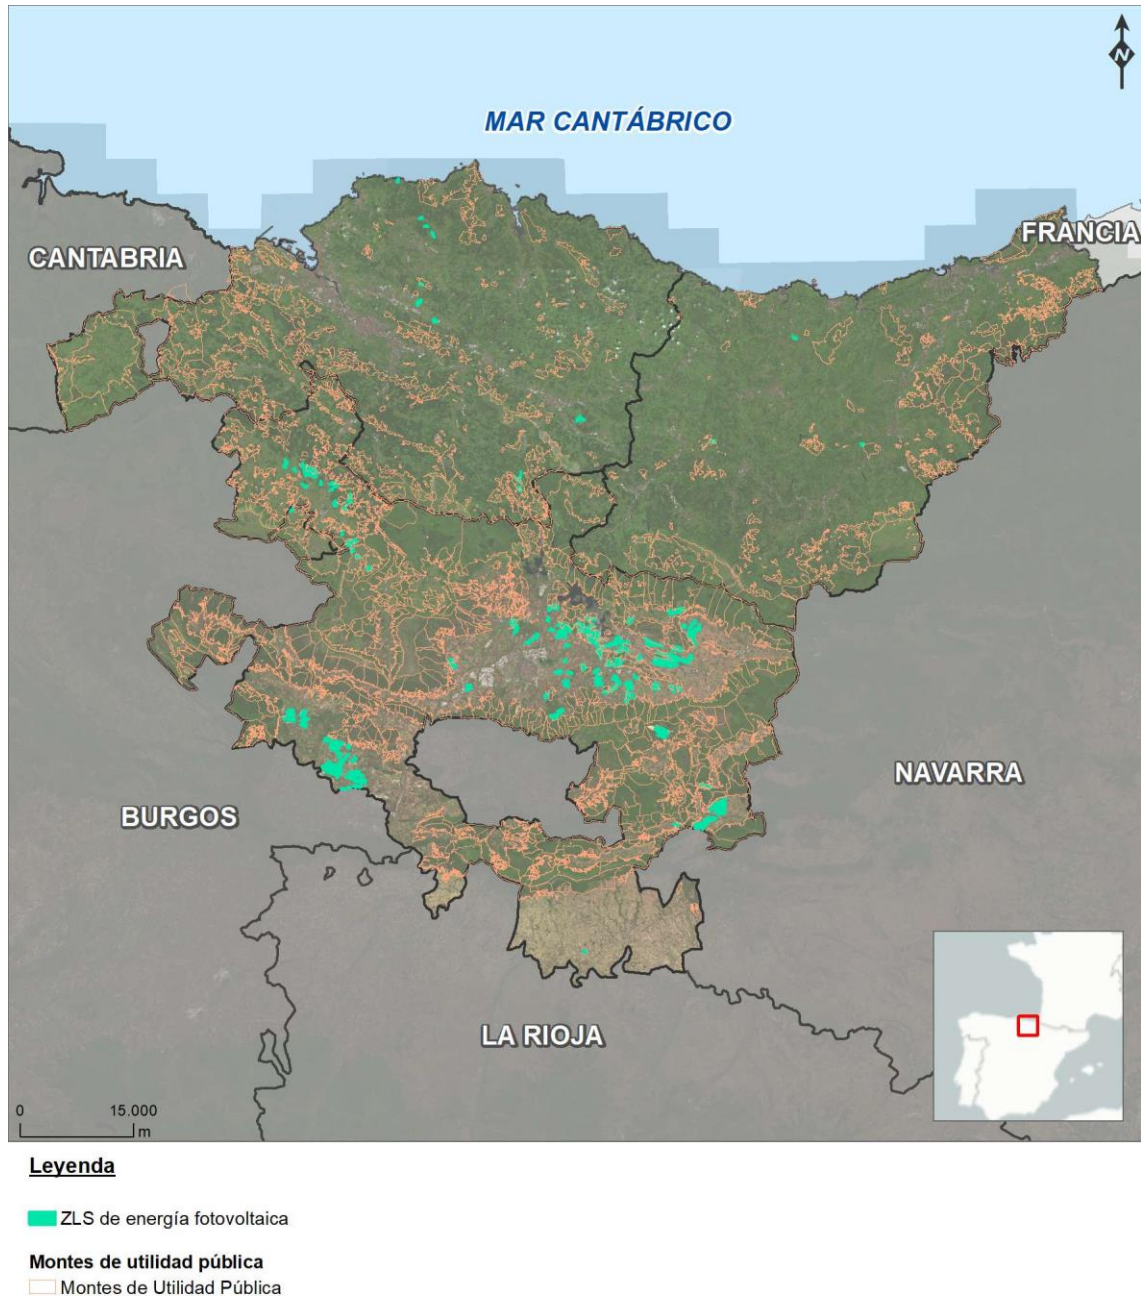 N
MAR CANTÁBRICO
CANTABRIA
FRANCIA
NAVARRA
BURGOS
LA RIOJA
0 15.000
m
Leyenda
ZLS de energía fotovoltaica
Montes de utilidad pública
Montes de Utilidad Pública